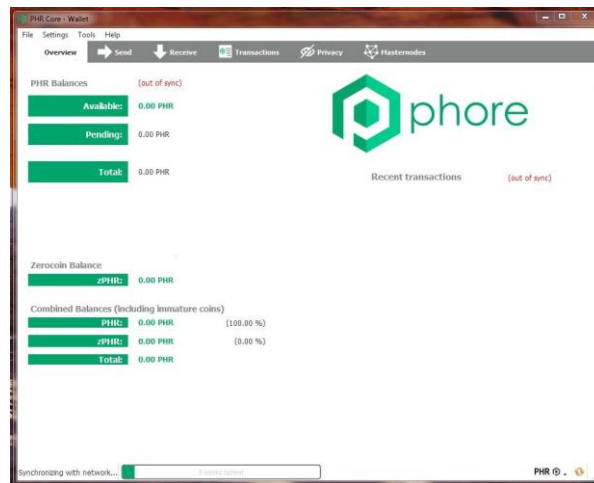 PHR Core - Wallet
File Settings Tools Help
Overview Send Receive Transactions Privacy Masternodes
PHR Balances (out of sync)
Available: 0.00 PHR
Pending: 0.00 PHR
Total: 0.00 PHR
phore
Recent transactions (out of sync)
Zerocoin Balance
zPHR: 0.00 PHR
Combined Balances (including immature coins)
PHR: 0.00 PHR (100.00 %)
zPHR: 0.00 PHR (0.00 %)
Total: 0.00 PHR
Synchronizing with network...
PHR